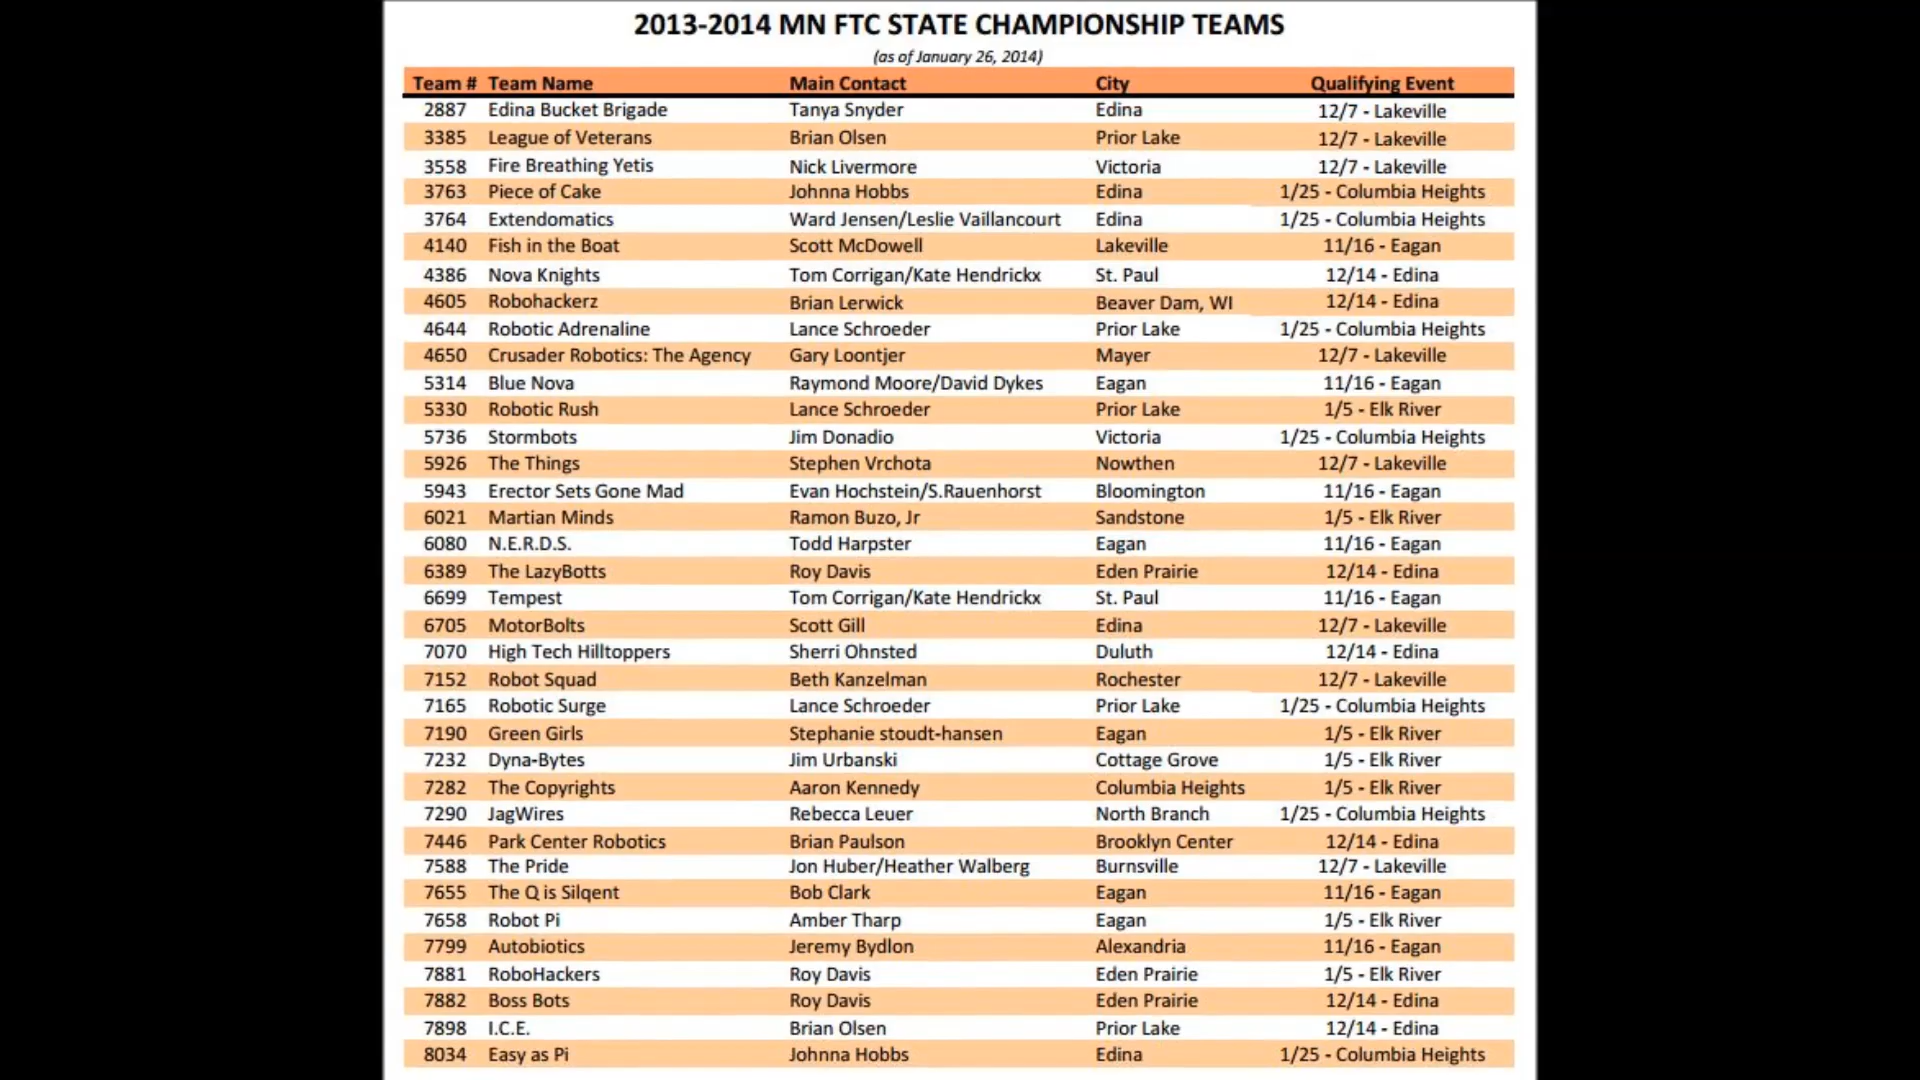 2013-2014 MN FTC STATE CHAMPIONSHIP TEAMS
(as of January 26, 2014)
Team # Team Name Main Contact City Qualifying Event
2887 Edina Bucket Brigade Tanya Snyder Edina 12/7 - Lakeville
3385 League of Veterans Brian Olsen Prior Lake 12/7 - Lakeville
3558 Fire Breathing Yetis Nick Livermore Victoria 12/7 - Lakeville
3763 Piece of Cake Johnna Hobbs Edina 1/25 - Columbia Heights
3764 Extendomatics Ward Jensen/Leslie Vaillancourt Edina 1/25 - Columbia Heights
4140 Fish in the Boat Scott McDowell Lakeville 11/16 - Eagan
4386 Nova Knights Tom Corrigan/Kate Hendrickx St. Paul 12/14 - Edina
4605 Robohackerz Brian Lerwick Beaver Dam, WI 12/14 - Edina
4644 Robotic Adrenaline Lance Schroeder Prior Lake 1/25 - Columbia Heights
4650 Crusader Robotics: The Agency Gary Loontjer Mayer 12/7 - Lakeville
5314 Blue Nova Raymond Moore/David Dykes Eagan 11/16 - Eagan
5330 Robotic Rush Lance Schroeder Prior Lake 1/5 - Elk River
5736 Stormbots Jim Donadio Victoria 1/25 - Columbia Heights
5926 The Things Stephen Vrchota Nowthen 12/7 - Lakeville
5943 Erector Sets Gone Mad Evan Hochstein/S.Rauenhorst Bloomington 11/16 - Eagan
6021 Martian Minds Ramon Buzo, Jr Sandstone 1/5 - Elk River
6080 N.E.R.D.S. Todd Harpster Eagan 11/16 - Eagan
6389 The LazyBotts Roy Davis Eden Prairie 12/14 - Edina
6699 Tempest Tom Corrigan/Kate Hendrickx St. Paul 11/16 - Eagan
6705 MotorBolts Scott Gill Edina 12/7 - Lakeville
7070 High Tech Hilltoppers Sherri Ohnsted Duluth 12/14 - Edina
7152 Robot Squad Beth Kanzelman Rochester 12/7 - Lakeville
7165 Robotic Surge Lance Schroeder Prior Lake 1/25 - Columbia Heights
7190 Green Girls Stephanie stoudt-hansen Eagan 1/5 - Elk River
7232 Dyna-Bytes Jim Urbanski Cottage Grove 1/5 - Elk River
7282 The Copyrights Aaron Kennedy Columbia Heights 1/5 - Elk River
7290 JagWires Rebecca Leuer North Branch 1/25 - Columbia Heights
7446 Park Center Robotics Brian Paulson Brooklyn Center 12/14 - Edina
7588 The Pride Jon Huber/Heather Walberg Burnsville 12/7 - Lakeville
7655 The Q is Silqent Bob Clark Eagan 11/16 - Eagan
7658 Robot Pi Amber Tharp Eagan 1/5 - Elk River
7799 Autobiotics Jeremy Bydlon Alexandria 11/16 - Eagan
7881 RoboHackers Roy Davis Eden Prairie 1/5 - Elk River
7882 Boss Bots Roy Davis Eden Prairie 12/14 - Edina
7898 I.C.E. Brian Olsen Prior Lake 12/14 - Edina
8034 Easy as Pi Johnna Hobbs Edina 1/25 - Columbia Heights